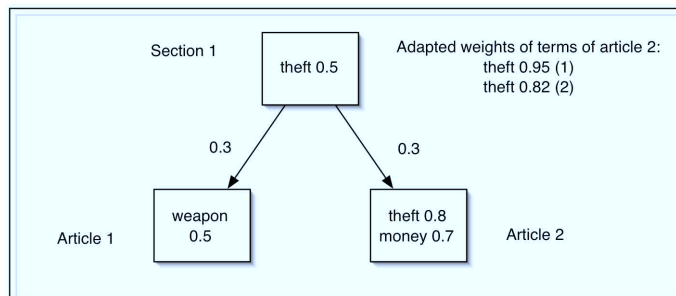 Section 1
theft 0.5
Adapted weights of terms of article 2:
theft 0.95 (1)
theft 0.82 (2)
0.3
0.3
Article 1
weapon
0.5
theft 0.8
money 0.7
Article 2